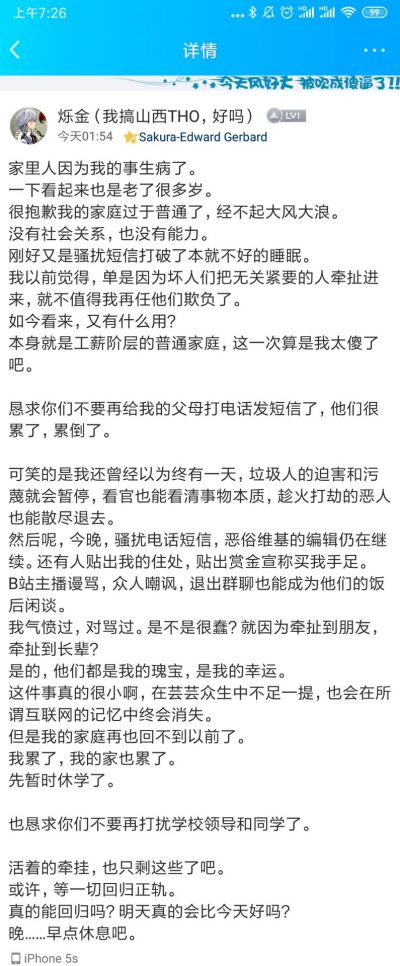 上午7:26
...
HD
HD
99
详情
...
今天风好大 被吹成傻逼了!!
烁金（我搞山西THO，好吗） LV1
今天01:54 Sakura-Edward Gerbard
家里人因为我的事生病了。
一下看起来也是老了很多岁。
很抱歉我的家庭过于普通了，经不起大风大浪。
没有社会关系，也没有能力。
刚好又是骚扰短信打破了本就不好的睡眠。
我以前觉得，单是因为坏人们把无关紧要的人牵扯进
来，就不值得我再任他们欺负了。
如今看来，又有什么用？
本身就是工薪阶层的普通家庭，这一次算是我太傻了
吧。
恳求你们不要再给我的父母打电话发短信了，他们很
累了，累倒了。
可笑的是我还曾经以为终有一天，垃圾人的迫害和污
蔑就会暂停，看官也能看清事物本质，趁火打劫的恶人
也能散尽退去。
然后呢，今晚，骚扰电话短信，恶俗维基的编辑仍在继
续。还有人贴出我的住处，贴出赏金宣称买我手足。
B站主播谩骂，众人嘲讽，退出群聊也能成为他们的饭
后闲谈。
我气愤过，对骂过。是不是很蠢？就因为牵扯到朋友，
牵扯到长辈？
是的，他们都是我的瑰宝，是我的幸运。
这件事真的很小啊，在芸芸众生中不足一提，也会在所
谓互联网的记忆中终会消失。
但是我的家庭再也回不到以前了。
我累了，我的家也累了。
先暂时休学了。
也恳求你们不要再打扰学校领导和同学了。
活着的牵挂，也只剩这些了吧。
或许，等一切回归正轨。
真的能回归吗？明天真的会比今天好吗？
晚……早点休息吧。
iPhone 5s